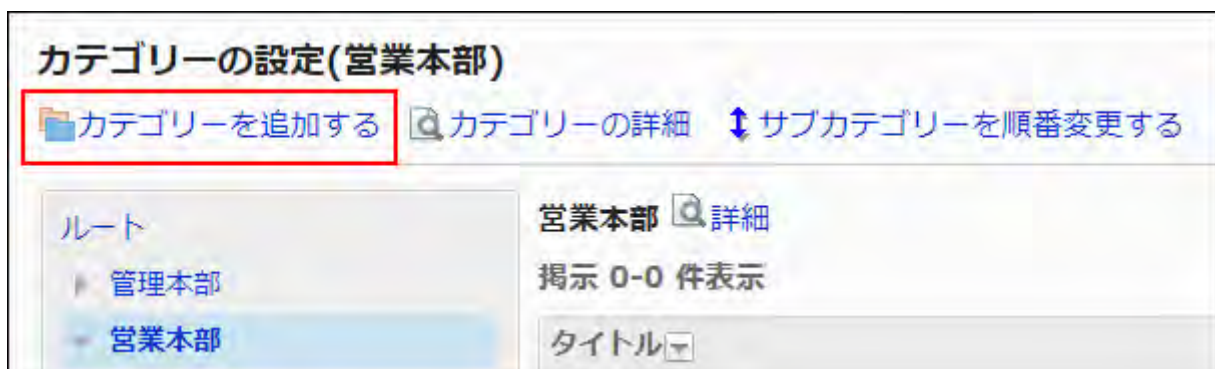 カテゴリーの設定(営業本部)
カテゴリーを追加する カテゴリーの詳細 サブカテゴリーを順番変更する
ルート
管理本部
営業本部
営業本部 詳細
掲示 0-0 件表示
タイトル